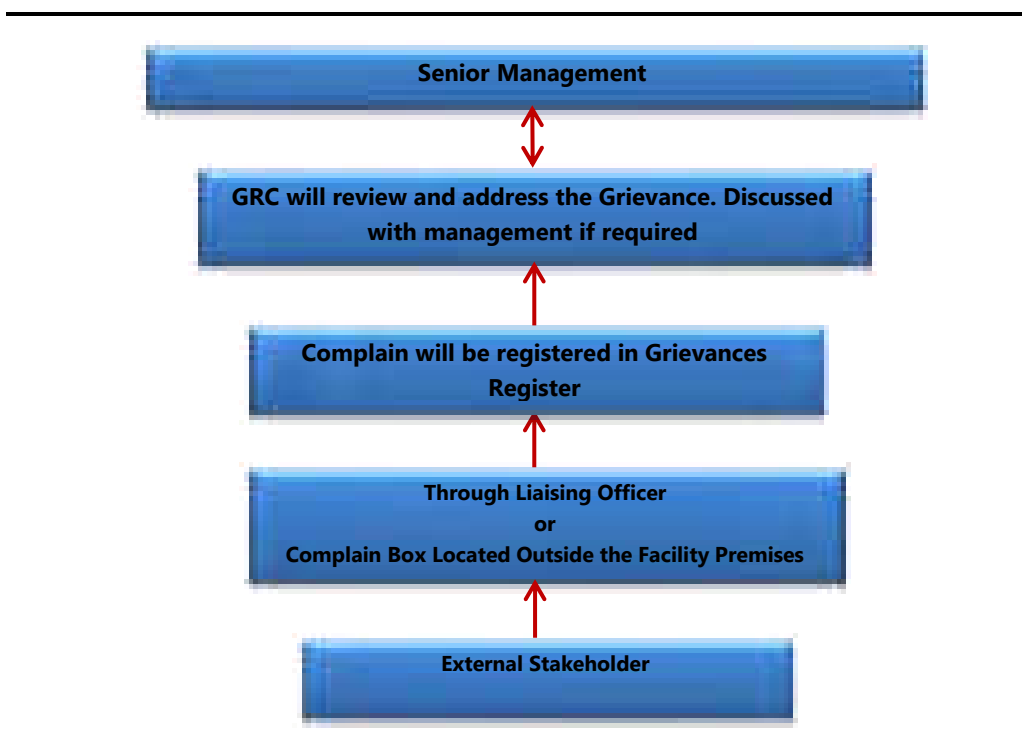 Senior Management
GRC will review and address the Grievance. Discussed
with management if required
Complain will be registered in Grievances
Register
Through Liaising Officer
or
Complain Box Located Outside the Facility Premises
External Stakeholder